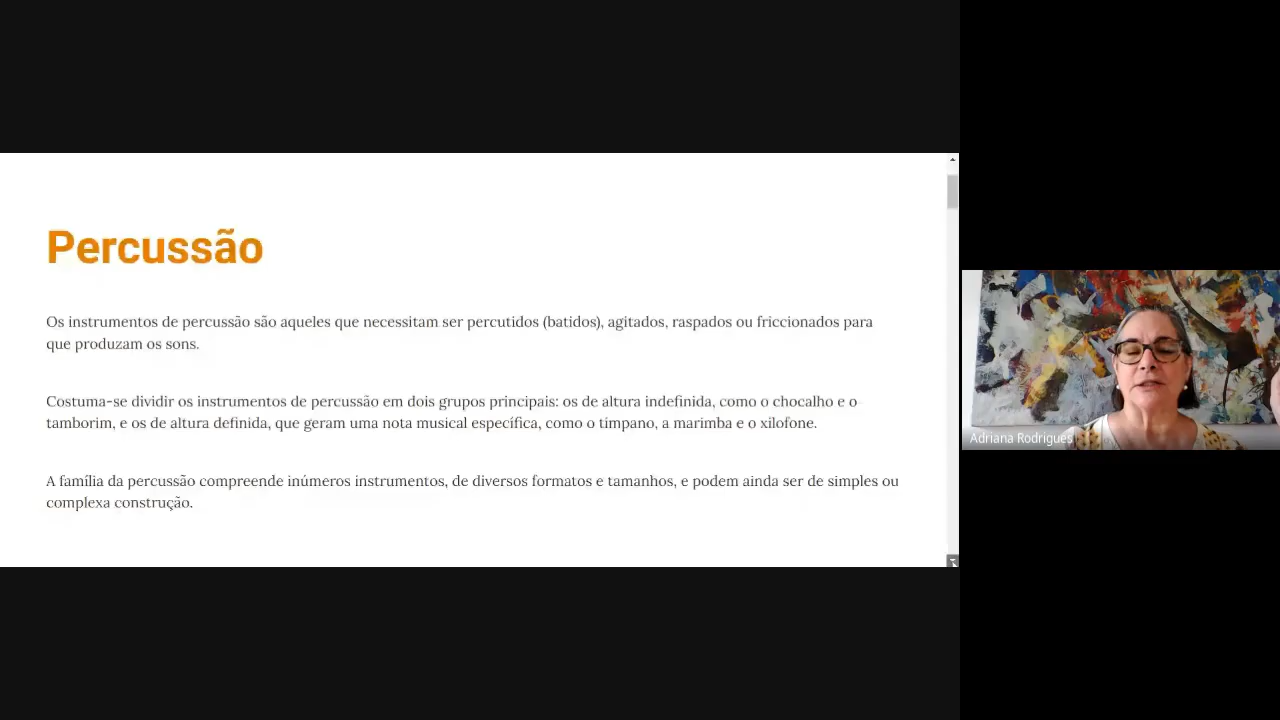 Percussão
Os instrumentos de percussão são aqueles que necessitam ser percutidos (batidos), agitados, raspados ou friccionados para
que produzam os sons.
Costuma-se dividir os instrumentos de percussão em dois grupos principais: os de altura indefinida, como o chocalho e o
tamborim, e os de altura definida, que geram uma nota musical específica, como o tímpano, a marimba e o xilofone.
A família da percussão compreende inúmeros instrumentos, de diversos formatos e tamanhos, e podem ainda ser de simples ou
complexa construção.
Adriana Rodrigues